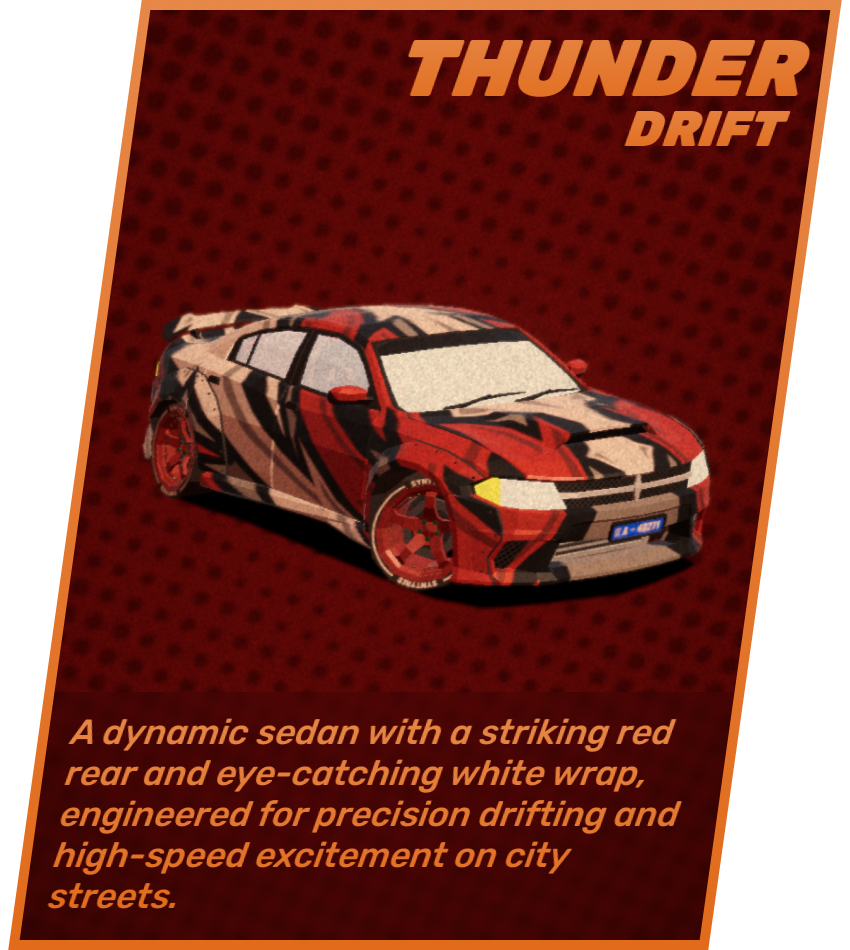 THUNDER
DRIFT
A dynamic sedan with a striking red
rear and eye-catching white wrap,
engineered for precision drifting and
high-speed excitement on city
streets.